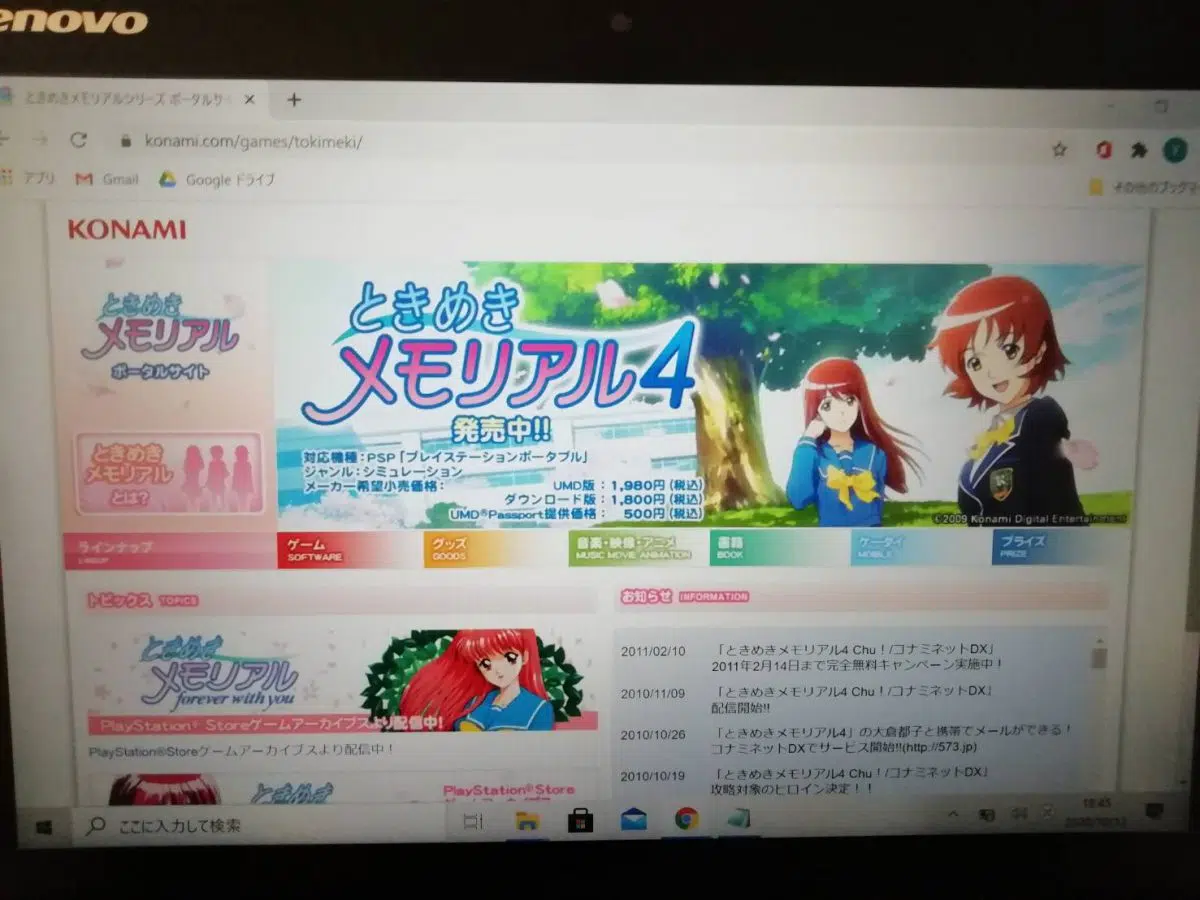 enovo
ときめきメモリアルシリーズ ポータルサ
konami.com/games/tokimeki/
アプリ
Gmail
Google ドライブ
その他のブックマ
KONAMI
ときめき
メモリアル
ポータルサイト
ときめき
メモリアル
とは?
ときめき
メモリアル4
発売中!!
対応機種:PSP「プレイステーションポータブル」
ジャンル:シミュレーション
メーカー希望小売価格:
UMD版:1,980円(税込)
ダウンロード版:1,800円(税込)
UMD®Passport提供価格: 500円(税込)
©2009 Konami Digital Entertainment
ラインナップ
LINEUP
ゲーム
SOFTWARE
グッズ
GOODS
音楽・映像・アニメ
MUSIC MOVIE ANIMATION
書籍
BOOK
ケータイ
MOBILE
プライズ
PRIZE
トピックス TOPICS
ときめき
メモリアル
forever with you
PlayStation® Storeゲームアーカイブスより配信中!
PlayStation®Storeゲームアーカイブスより配信中!
ときめき
PlayStation®Store
ゲームアーカイブス
お知らせ INFORMATION
2011/02/10
「ときめきメモリアル4 Chu!/コナミネットDX」
2011年2月14日まで完全無料キャンペーン実施中!
2010/11/09
「ときめきメモリアル4 Chu!/コナミネットDX」
配信開始!!
2010/10/26
「ときめきメモリアル4」の大倉都子と携帯でメールができる!
コナミネットDXでサービス開始!!(http://573.jp)
2010/10/19
「ときめきメモリアル4 Chu!/コナミネットDX」
攻略対象のヒロイン決定!!
ここに入力して検索
18:45